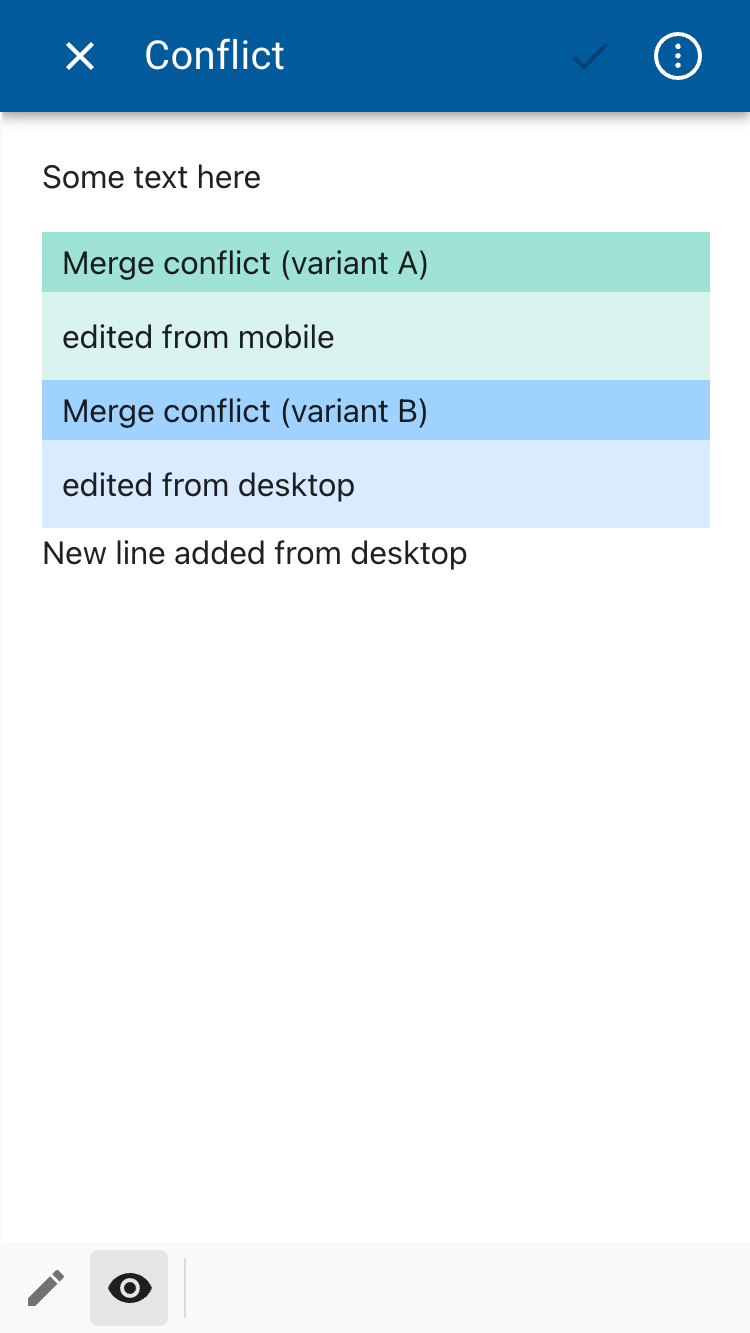 Conflict
Some text here
Merge conflict (variant A)
edited from mobile
Merge conflict (variant B)
edited from desktop
New line added from desktop